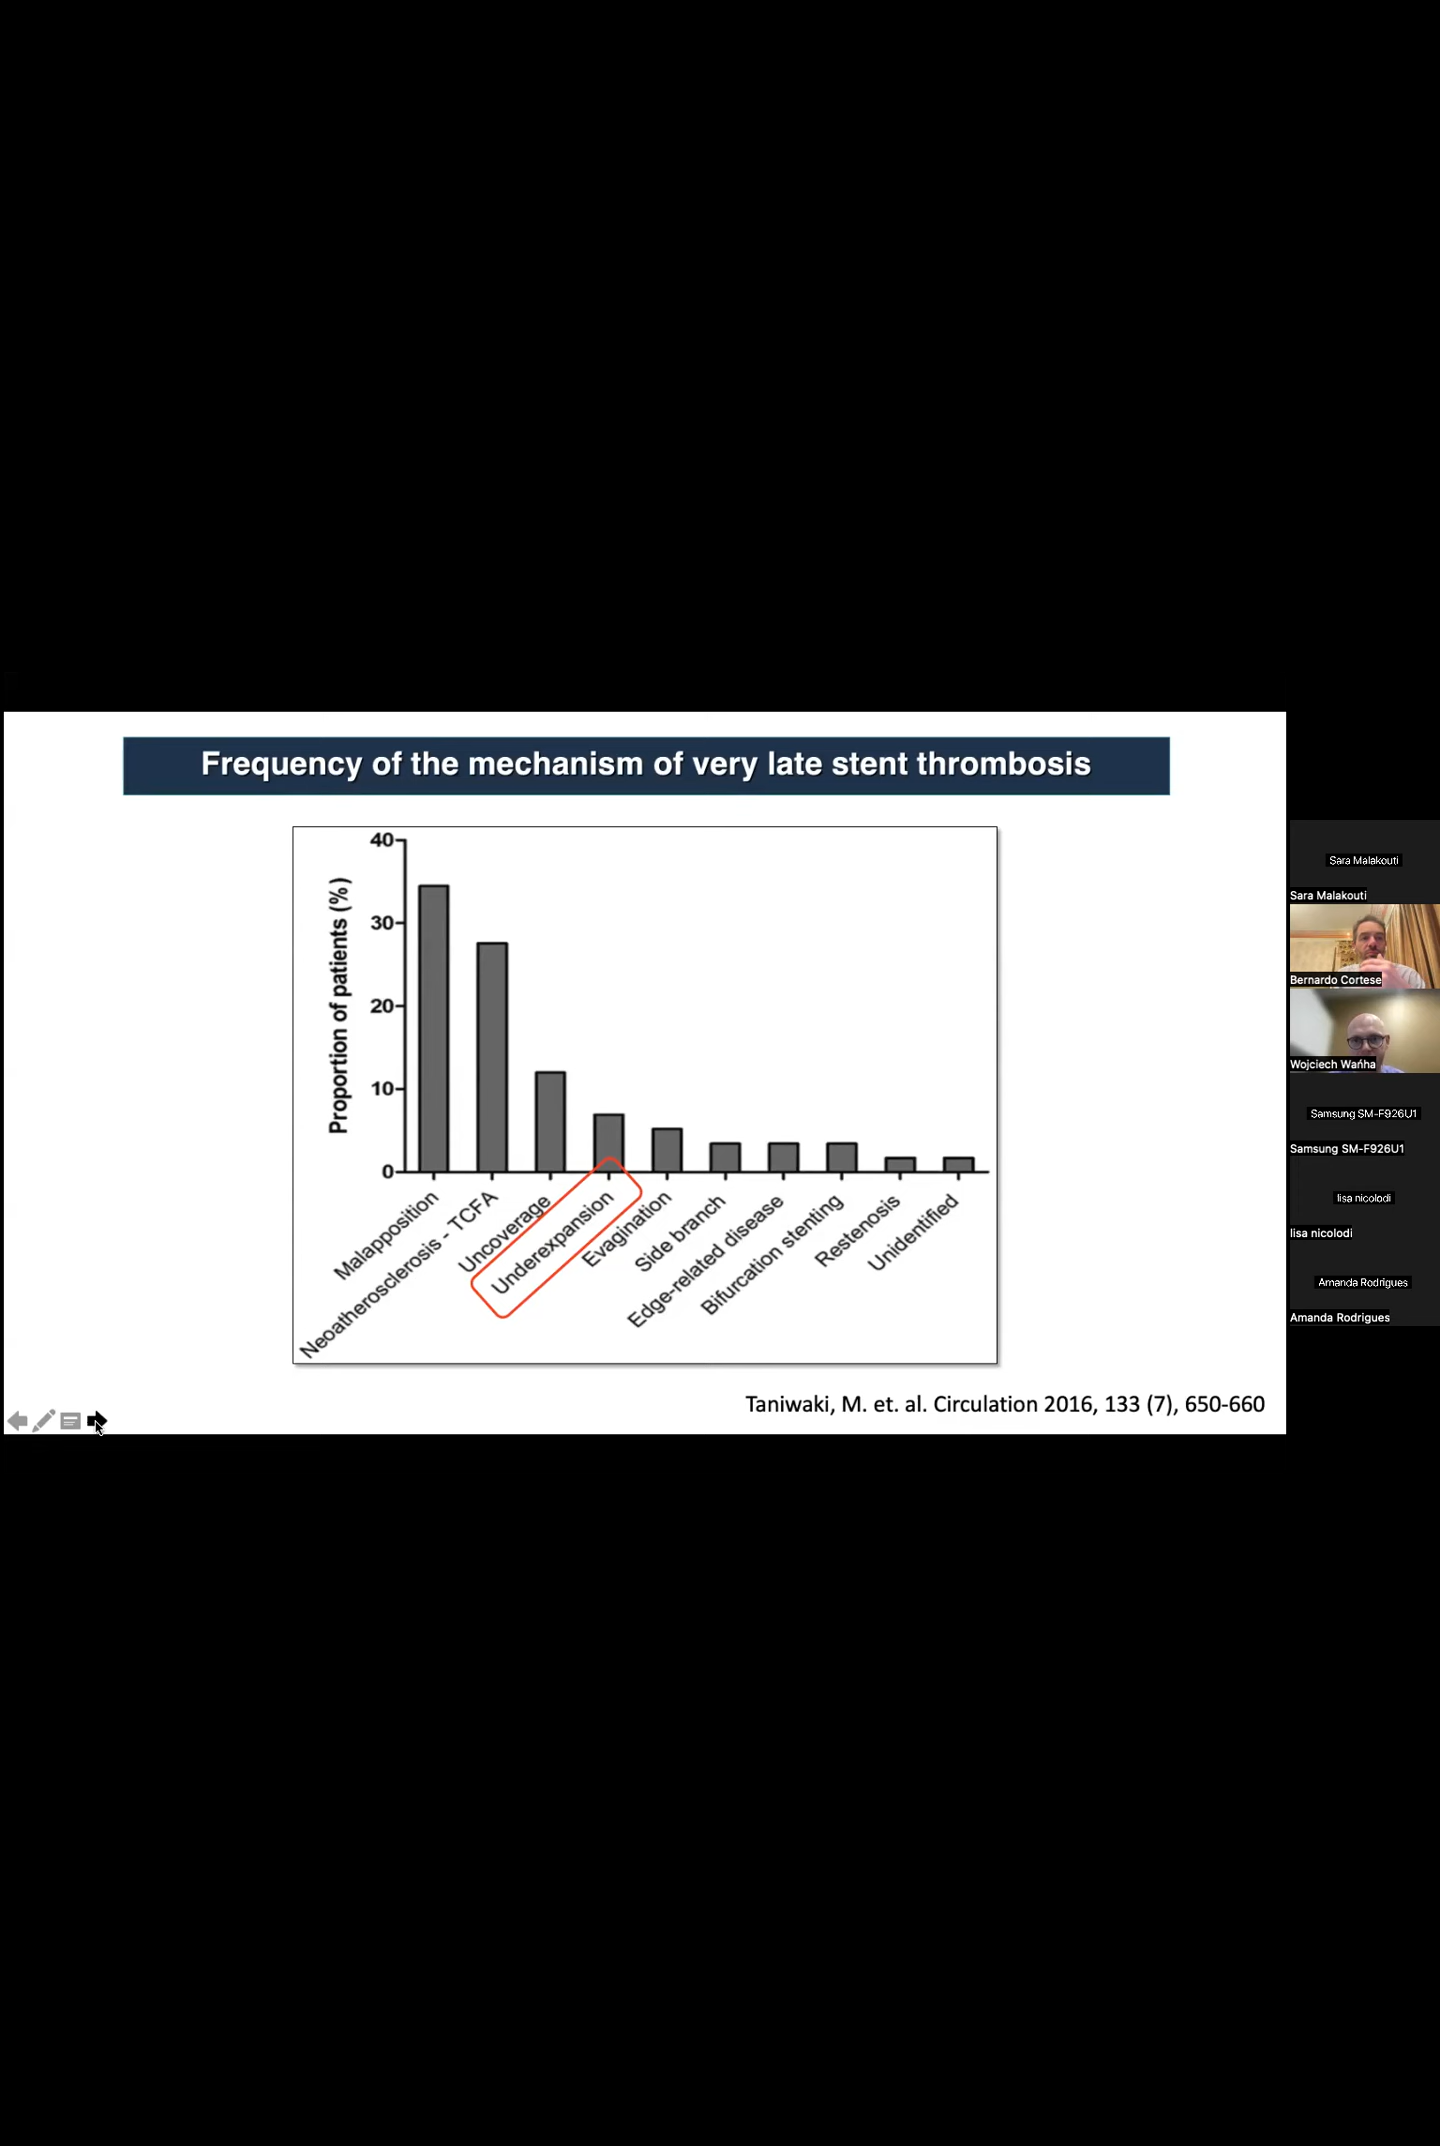 Frequency of the mechanism of very late stent thrombosis
Proportion of patients (%)
40
30
20
10
0
Malapposition
Neoatherosclerosis - TCFA
Uncoverage
Underexpansion
Evagination
Side branch
Edge-related disease
Bifurcation stenting
Restenosis
Unidentified
Taniwaki, M. et. al. Circulation 2016, 133 (7), 650-660
Sara Malakouti
Sara Malakouti
Bernardo Cortese
Wojciech Wańha
Samsung SM-F926U1
Samsung SM-F926U1
lisa nicolodi
lisa nicolodi
Amanda Rodrigues
Amanda Rodrigues